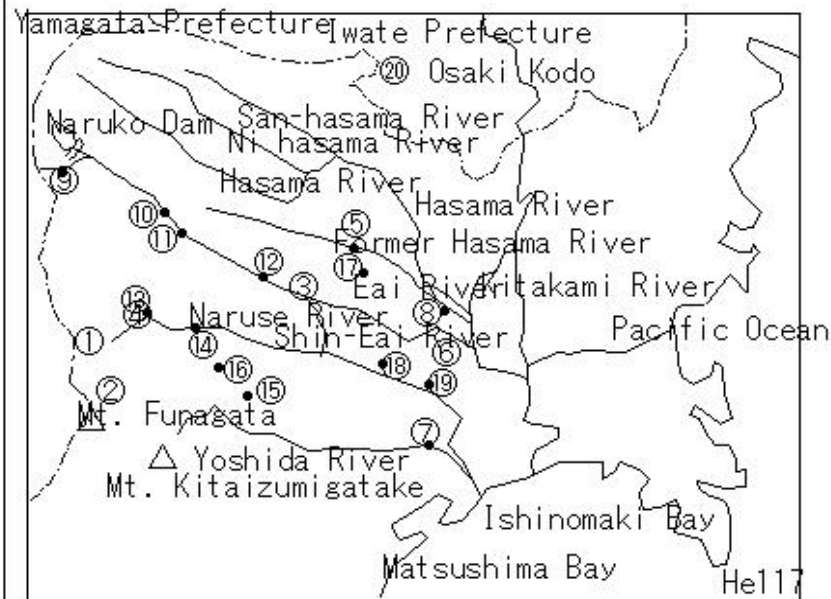 Yamagata-Prefecture
Iwate Prefecture
⑳ Osaki Kodo
Naruko Dam
San-hasama River
Ni hasama River
⑨
Hasama River
Hasama River
⑩
⑪
⑤
Former Hasama River
⑰
⑫
③
Eai River
Kitakami River
⑬
④
Naruse River
⑧
Shin-Eai River
Pacific Ocean
①
⑭
⑥
⑯
⑱
②
⑮
⑲
Mt. Funagata
⑦
Yoshida River
Mt. Kitaizumigatake
Ishinomaki Bay
Matsushima Bay
He117